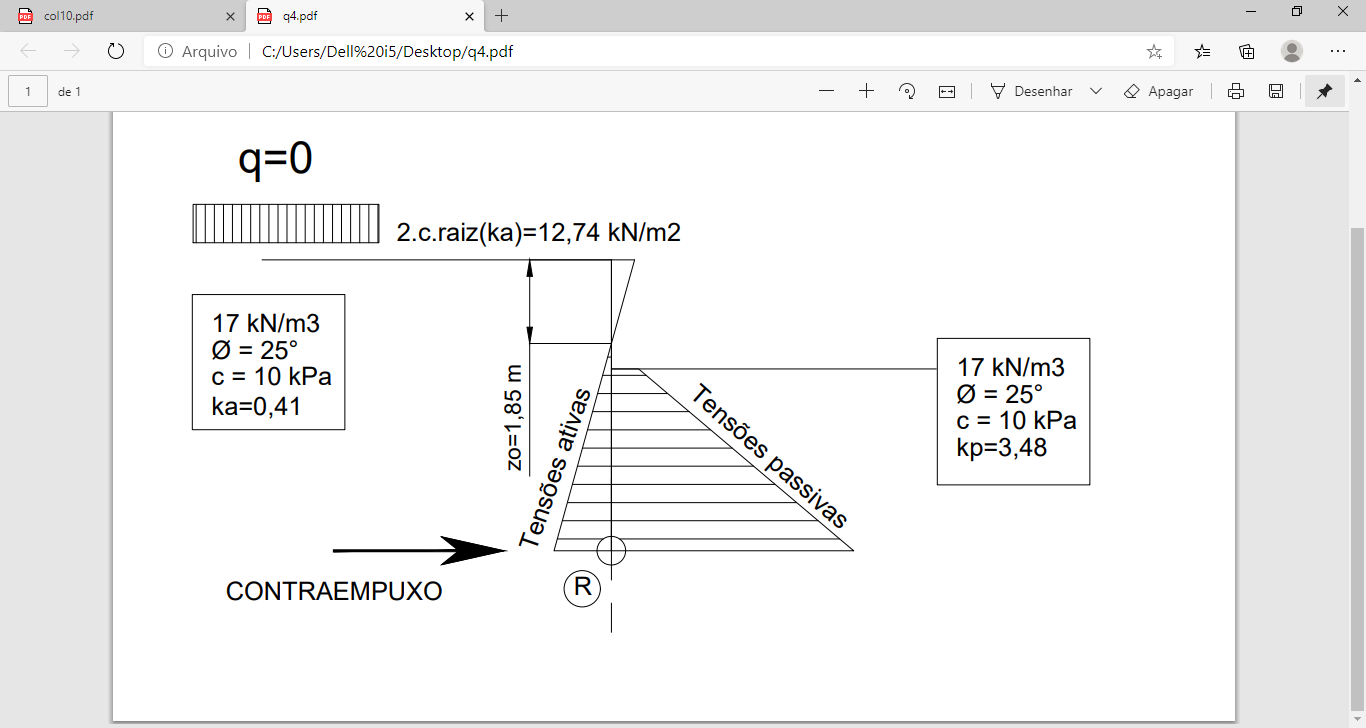 col10.pdf
q4.pdf
Arquivo
C:/Users/Dell%20i5/Desktop/q4.pdf
1
de 1
Desenhar
Apagar
q=0
2.c.raiz(ka)=12,74 kN/m2
17 kN/m3
Ø = 25°
c = 10 kPa
ka=0,41
zo=1,85 m
Tensões ativas
Tensões passivas
17 kN/m3
Ø = 25°
c = 10 kPa
kp=3,48
CONTRAEMPUXO
R